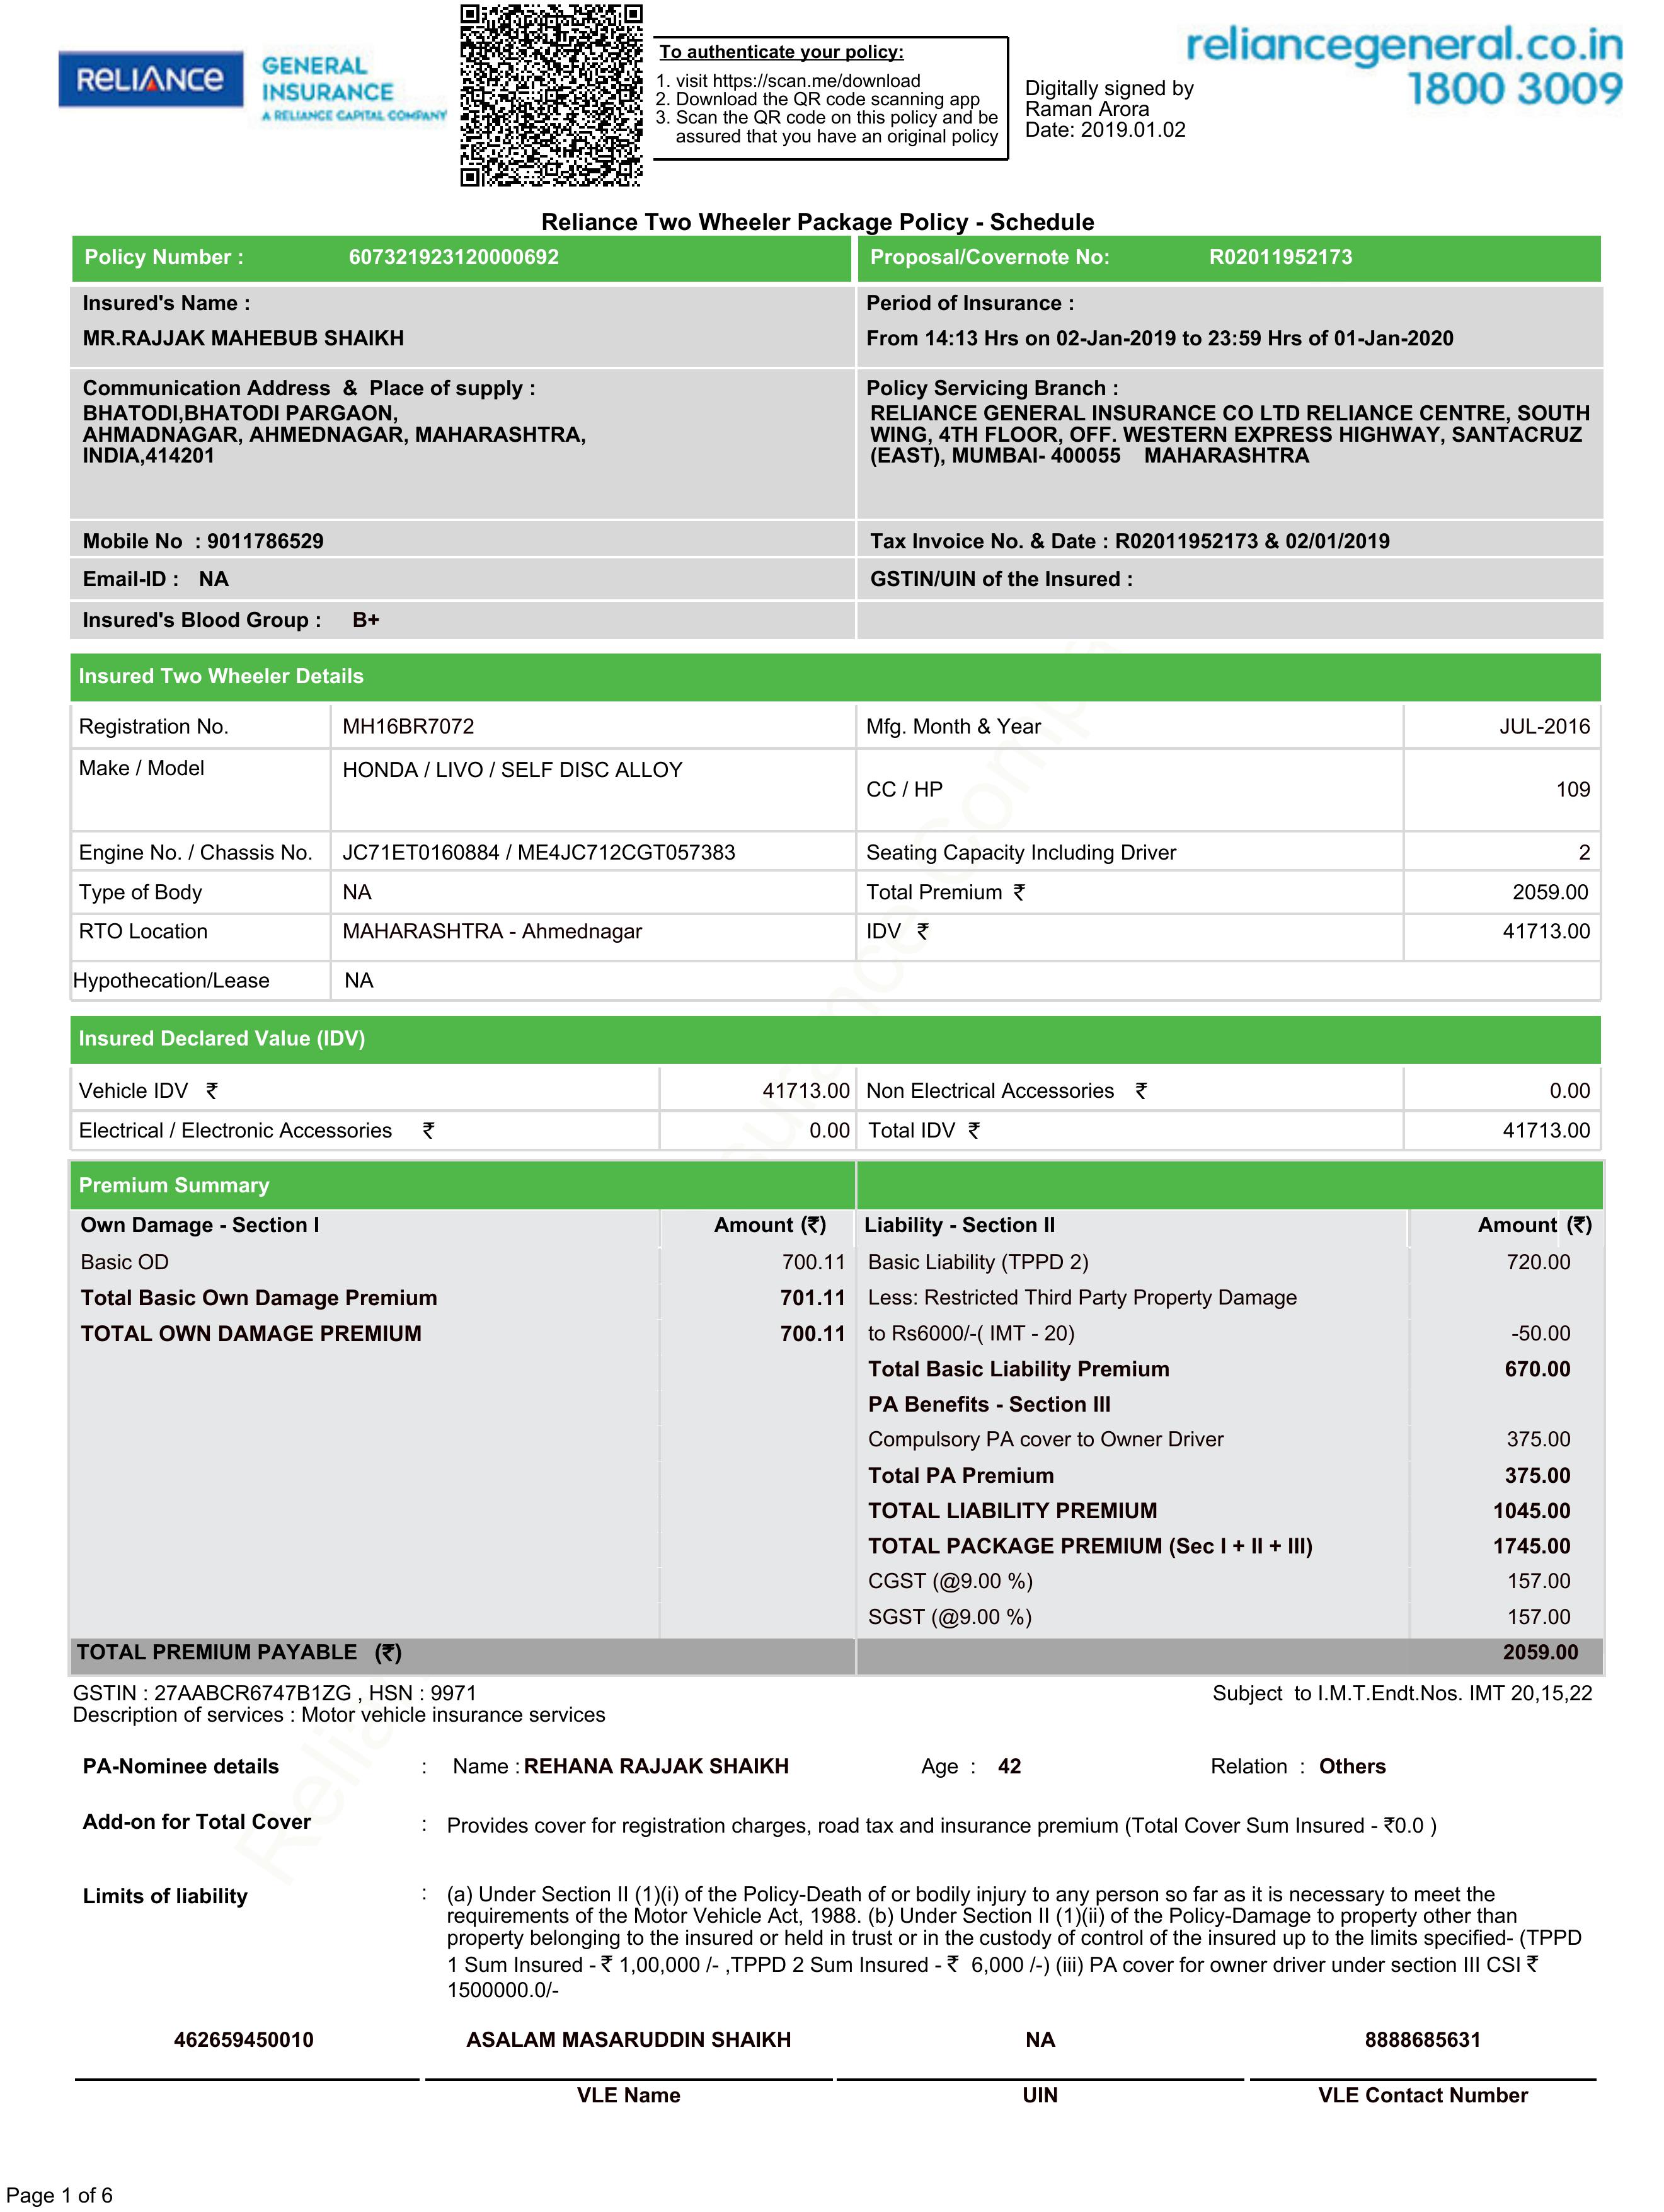 RELIANCE
GENERAL
INSURANCE
A RELIANCE CAPITAL COMPANY
To authenticate your policy:
1. visit https://scan.me/download
2. Download the QR code scanning app
3. Scan the QR code on this policy and be
assured that you have an original policy
Digitally signed by
Raman Arora
Date: 2019.01.02
reliancegeneral.co.in
1800 3009
Reliance Two Wheeler Package Policy - Schedule
Policy Number : 607321923120000692 Proposal/Covernote No: R02011952173
Insured's Name : Period of Insurance :
MR.RAJJAK MAHEBUB SHAIKH From 14:13 Hrs on 02-Jan-2019 to 23:59 Hrs of 01-Jan-2020
Communication Address & Place of supply :
BHATODI,BHATODI PARGAON,
AHMADNAGAR, AHMEDNAGAR, MAHARASHTRA,
INDIA,414201
Policy Servicing Branch :
RELIANCE GENERAL INSURANCE CO LTD RELIANCE CENTRE, SOUTH
WING, 4TH FLOOR, OFF. WESTERN EXPRESS HIGHWAY, SANTACRUZ
(EAST), MUMBAI- 400055 MAHARASHTRA
Mobile No : 9011786529 Tax Invoice No. & Date : R02011952173 & 02/01/2019
Email-ID : NA GSTIN/UIN of the Insured :
Insured's Blood Group : B+
Insured Two Wheeler Details
Registration No. MH16BR7072 Mfg. Month & Year JUL-2016
Make / Model HONDA / LIVO / SELF DISC ALLOY CC / HP 109
Engine No. / Chassis No. JC71ET0160884 / ME4JC712CGT057383 Seating Capacity Including Driver 2
Type of Body NA Total Premium ₹ 2059.00
RTO Location MAHARASHTRA - Ahmednagar IDV ₹ 41713.00
Hypothecation/Lease NA
Insured Declared Value (IDV)
Vehicle IDV ₹ 41713.00 Non Electrical Accessories ₹ 0.00
Electrical / Electronic Accessories ₹ 0.00 Total IDV ₹ 41713.00
Premium Summary
Own Damage - Section I Amount (₹) Liability - Section II Amount (₹)
Basic OD 700.11 Basic Liability (TPPD 2) 720.00
Total Basic Own Damage Premium 701.11 Less: Restricted Third Party Property Damage
TOTAL OWN DAMAGE PREMIUM 700.11 to Rs6000/-( IMT - 20) -50.00
Total Basic Liability Premium 670.00
PA Benefits - Section III
Compulsory PA cover to Owner Driver 375.00
Total PA Premium 375.00
TOTAL LIABILITY PREMIUM 1045.00
TOTAL PACKAGE PREMIUM (Sec I + II + III) 1745.00
CGST (@9.00 %) 157.00
SGST (@9.00 %) 157.00
TOTAL PREMIUM PAYABLE (₹) 2059.00
GSTIN : 27AABCR6747B1ZG , HSN : 9971 Subject to I.M.T.Endt.Nos. IMT 20,15,22
Description of services : Motor vehicle insurance services
PA-Nominee details : Name : REHANA RAJJAK SHAIKH Age : 42 Relation : Others
Add-on for Total Cover : Provides cover for registration charges, road tax and insurance premium (Total Cover Sum Insured - ₹0.0 )
Limits of liability : (a) Under Section II (1)(i) of the Policy-Death of or bodily injury to any person so far as it is necessary to meet the
requirements of the Motor Vehicle Act, 1988. (b) Under Section II (1)(ii) of the Policy-Damage to property other than
property belonging to the insured or held in trust or in the custody of control of the insured up to the limits specified- (TPPD
1 Sum Insured - ₹ 1,00,000 /- ,TPPD 2 Sum Insured - ₹ 6,000 /-) (iii) PA cover for owner driver under section III CSI ₹
1500000.0/-
462659450010 ASALAM MASARUDDIN SHAIKH NA 8888685631
VLE Name UIN VLE Contact Number
Page 1 of 6